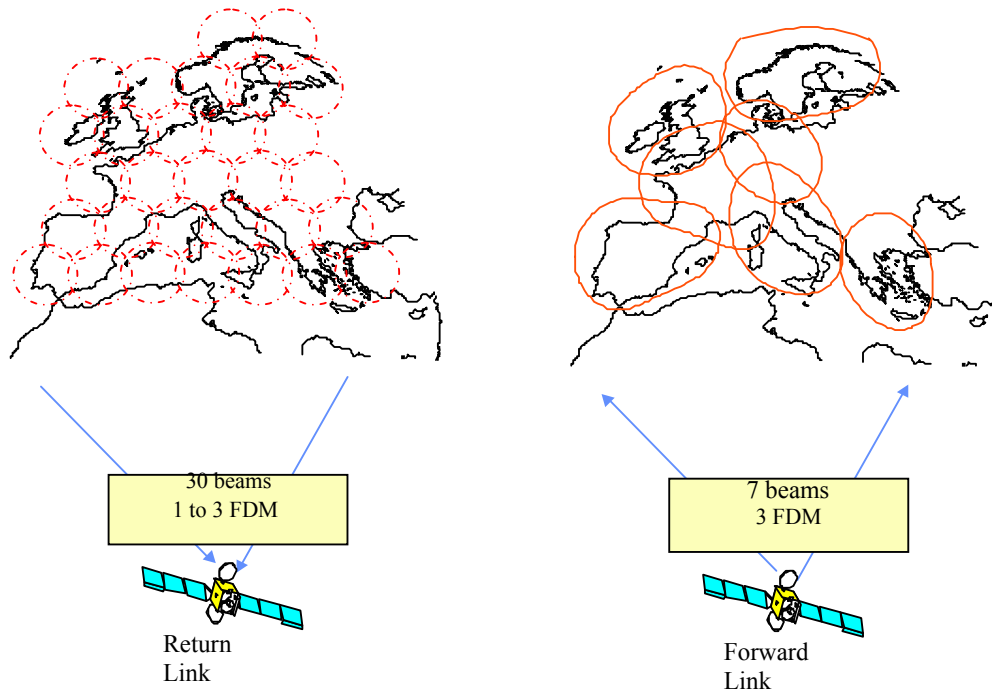 30 beams
1 to 3 FDM
Return
Link
7 beams
3 FDM
Forward
Link